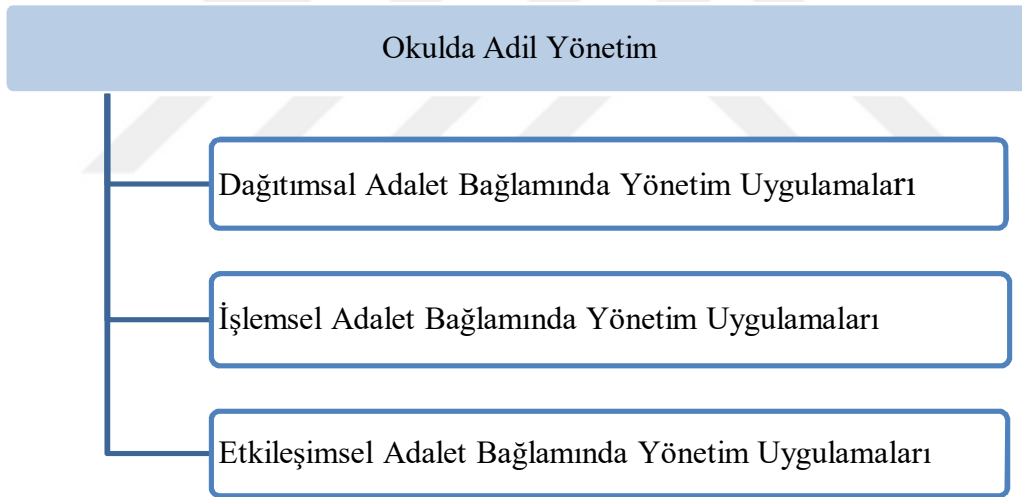 Okulda Adil Yönetim
Dağıtımsal Adalet Bağlamında Yönetim Uygulamaları
İşlemsel Adalet Bağlamında Yönetim Uygulamaları
Etkileşimsel Adalet Bağlamında Yönetim Uygulamaları